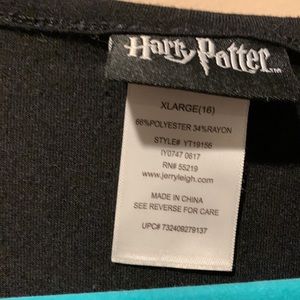 Harry Potter
XLARGE(16)
66%POLYESTER 34%RAYON
STYLE# YT19156
IY0747 0617
RN# 55219
www.jerryleigh.com
MADE IN CHINA
SEE REVERSE FOR CARE
UPC# 732409279137